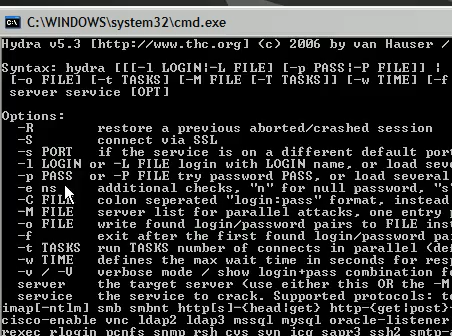 C:\WINDOWS\system32\cmd.exe
Hydra v5.3 [http://www.thc.org] (c) 2006 by van Hauser /
Syntax: hydra [[[-l LOGIN¦-L FILE] [-p PASS¦-P FILE]] ¦
[-o FILE] [-t TASKS] [-M FILE [-T TASKS]] [-w TIME] [-f
server service [OPT]
Options:
-R restore a previous aborted/crashed session
-S connect via SSL
-s PORT if the service is on a different default port
-l LOGIN or -L FILE login with LOGIN name, or load seve
-p PASS or -P FILE try password PASS, or load several
-e ns additional checks, "n" for null password, "s"
-C FILE colon seperated "login:pass" format, instead
-M FILE server list for parallel attacks, one entry p
-o FILE write found login/password pairs to FILE inst
-f exit after the first found login/password pa
-t TASKS run TASKS number of connects in parallel (def
-w TIME defines the max wait time in seconds for resp
-v / -V verbose mode / show login+pass combination fo
server the target server (use either this OR the -M
service the service to crack. Supported protocols: te
imap[-ntlm] smb smbnt http[s]-{head¦get} http-{get¦post}-
cisco-enable vnc ldap2 ldap3 mssql mysql oracle-listener
rexec rlogin pcnfs snmp rsh cvs svn icq sapr3 ssh2 smtp-